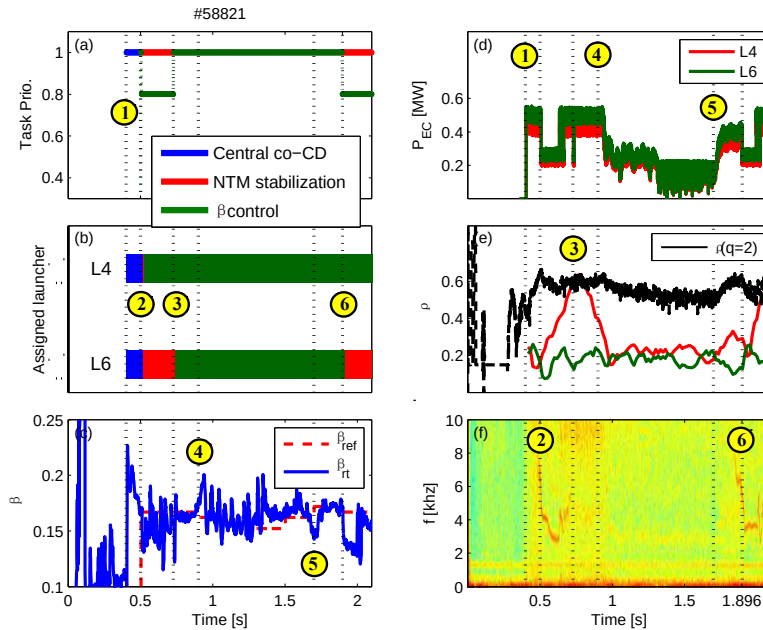 #58821
(a)
1
0.8
0.6
0.4
Task Prio.
1
Central co−CD
NTM stabilization
β control
(b)
L4
L6
Assigned launcher
2
3
6
(c)
0.25
0.2
0.15
0.1
β
4
5
β_ref
β_rt
0
0.5
1
1.5
2
Time [s]
(d)
P_EC [MW]
0.6
0.4
0.2
1
4
5
L4
L6
(e)
0.6
0.4
0.2
ρ
3
ρ(q=2)
(f)
10
8
6
4
2
0
f [khz]
2
6
0.5
1
1.5
1.896
Time [s]